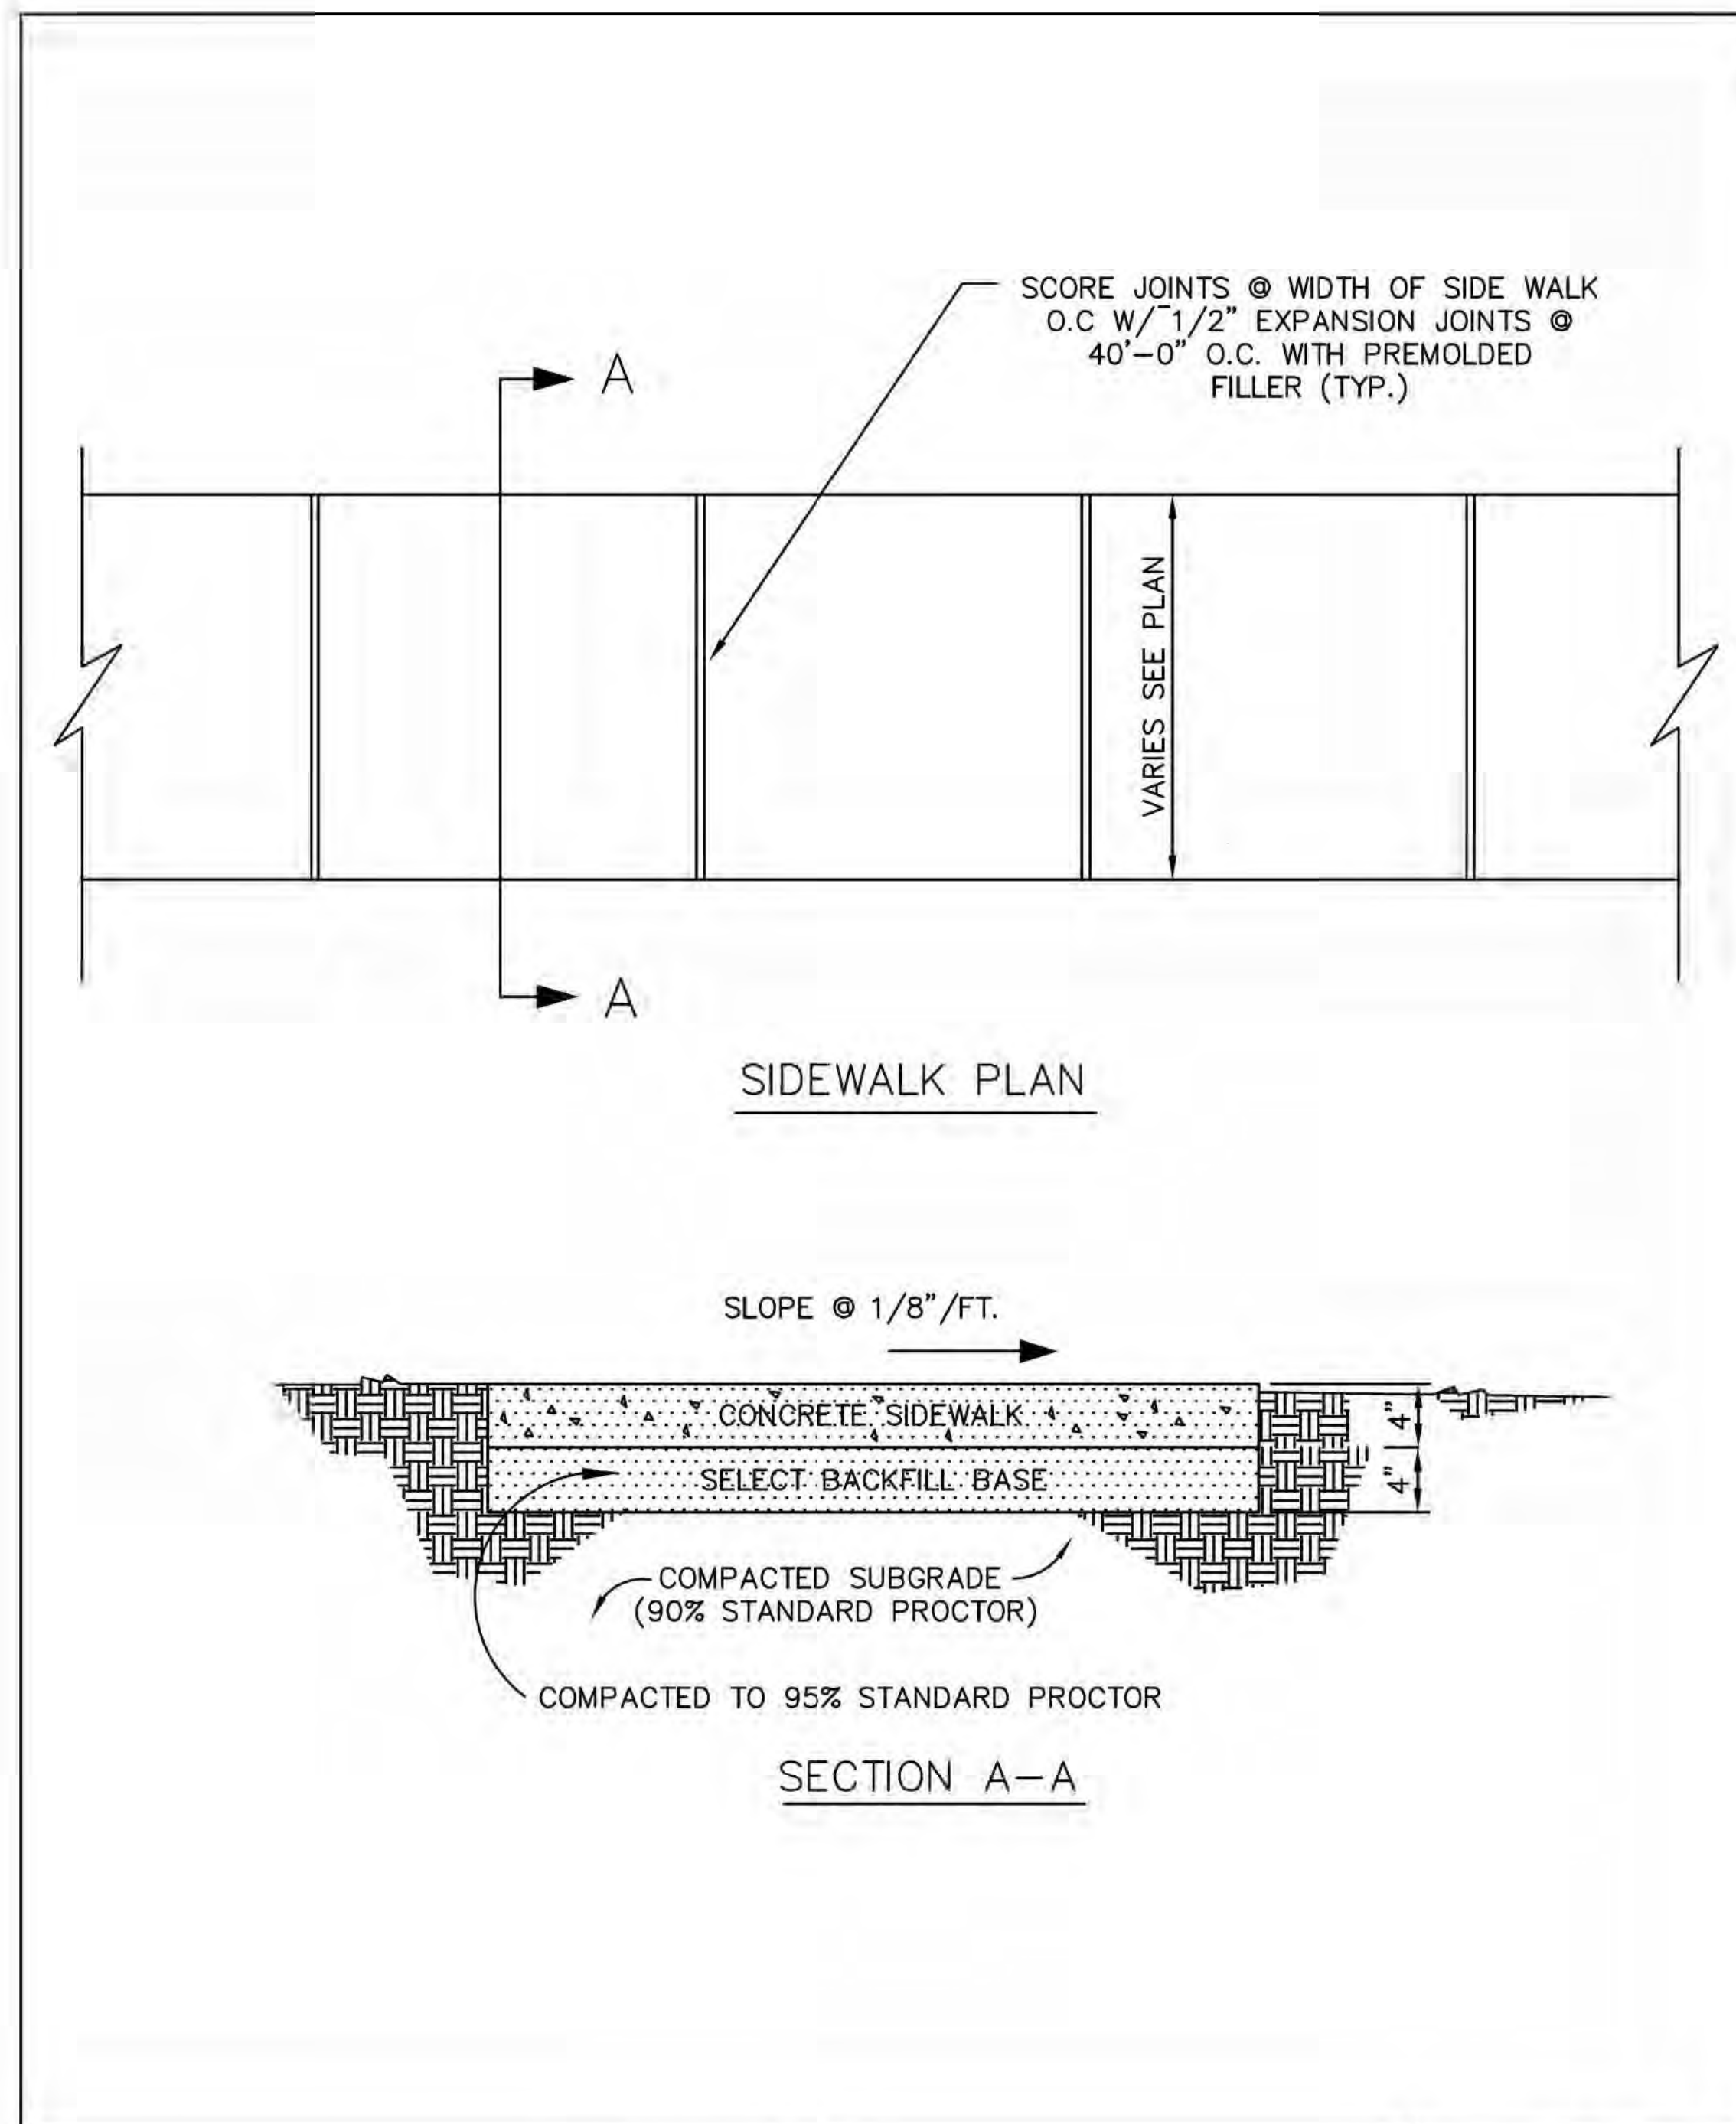 SCORE JOINTS @ WIDTH OF SIDE WALK
O.C W/ 1/2" EXPANSION JOINTS @
40'-0" O.C. WITH PREMOLDED
FILLER (TYP.)
A
VARIES SEE PLAN
A
SIDEWALK PLAN
SLOPE @ 1/8"/FT.
CONCRETE SIDEWALK
4"
SELECT BACKFILL BASE
4"
COMPACTED SUBGRADE
(90% STANDARD PROCTOR)
COMPACTED TO 95% STANDARD PROCTOR
SECTION A-A